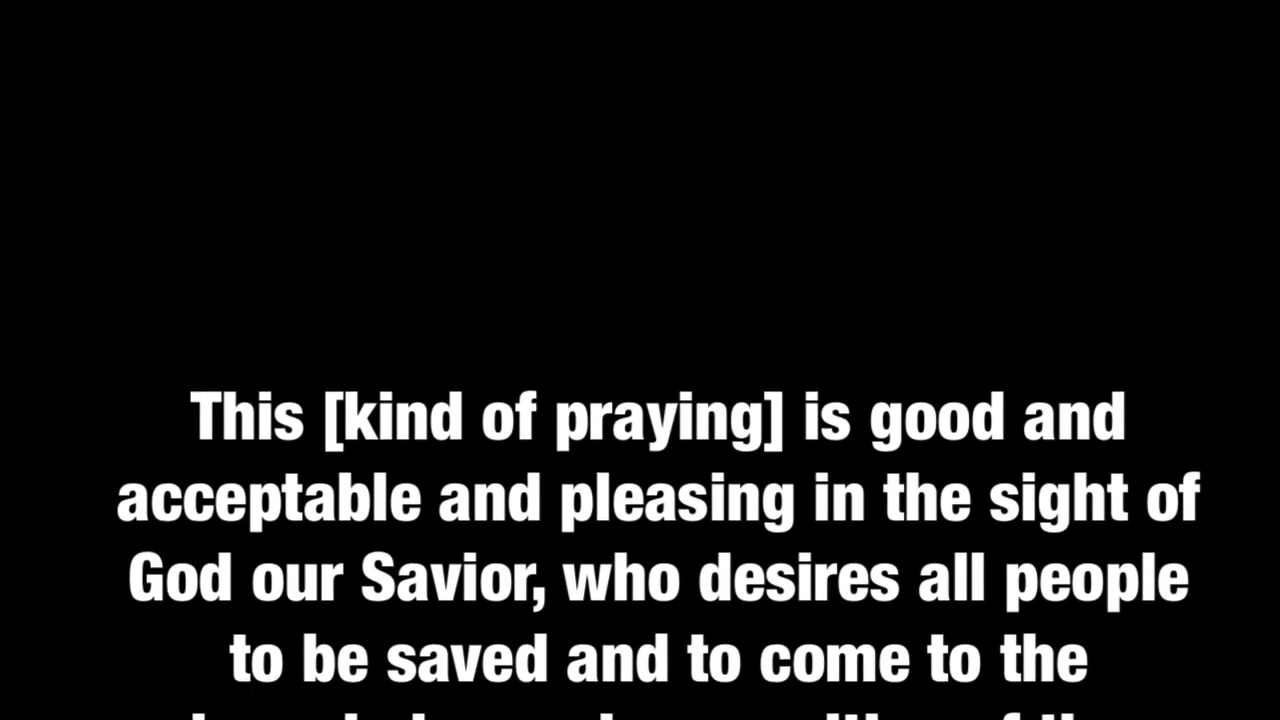 This [kind of praying] is good and
acceptable and pleasing in the sight of
God our Savior, who desires all people
to be saved and to come to the